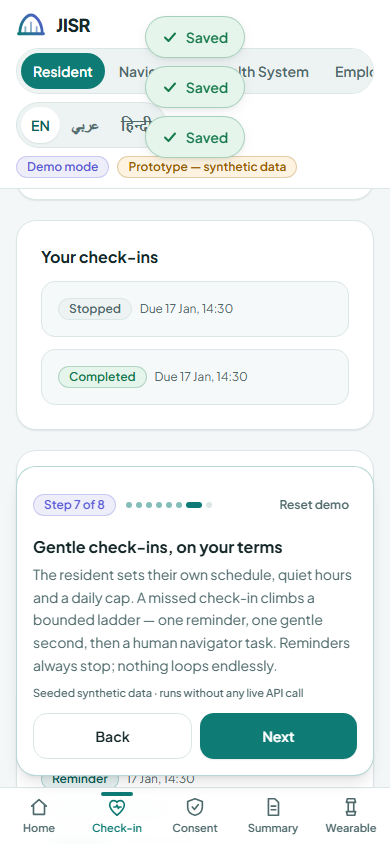 JISR
Saved
Resident
Saved
lth System
EN
عربي
हिन्दी
Saved
Demo mode
Prototype — synthetic data
Your check-ins
Stopped
Due 17 Jan, 14:30
Completed
Due 17 Jan, 14:30
Step 7 of 8
Reset demo
Gentle check-ins, on your terms
The resident sets their own schedule, quiet hours
and a daily cap. A missed check-in climbs a
bounded ladder — one reminder, one gentle
second, then a human navigator task. Reminders
always stop; nothing loops endlessly.
Seeded synthetic data · runs without any live API call
Back
Next
Reminder
17 Jan, 14:30
Home
Check-in
Consent
Summary
Wearable